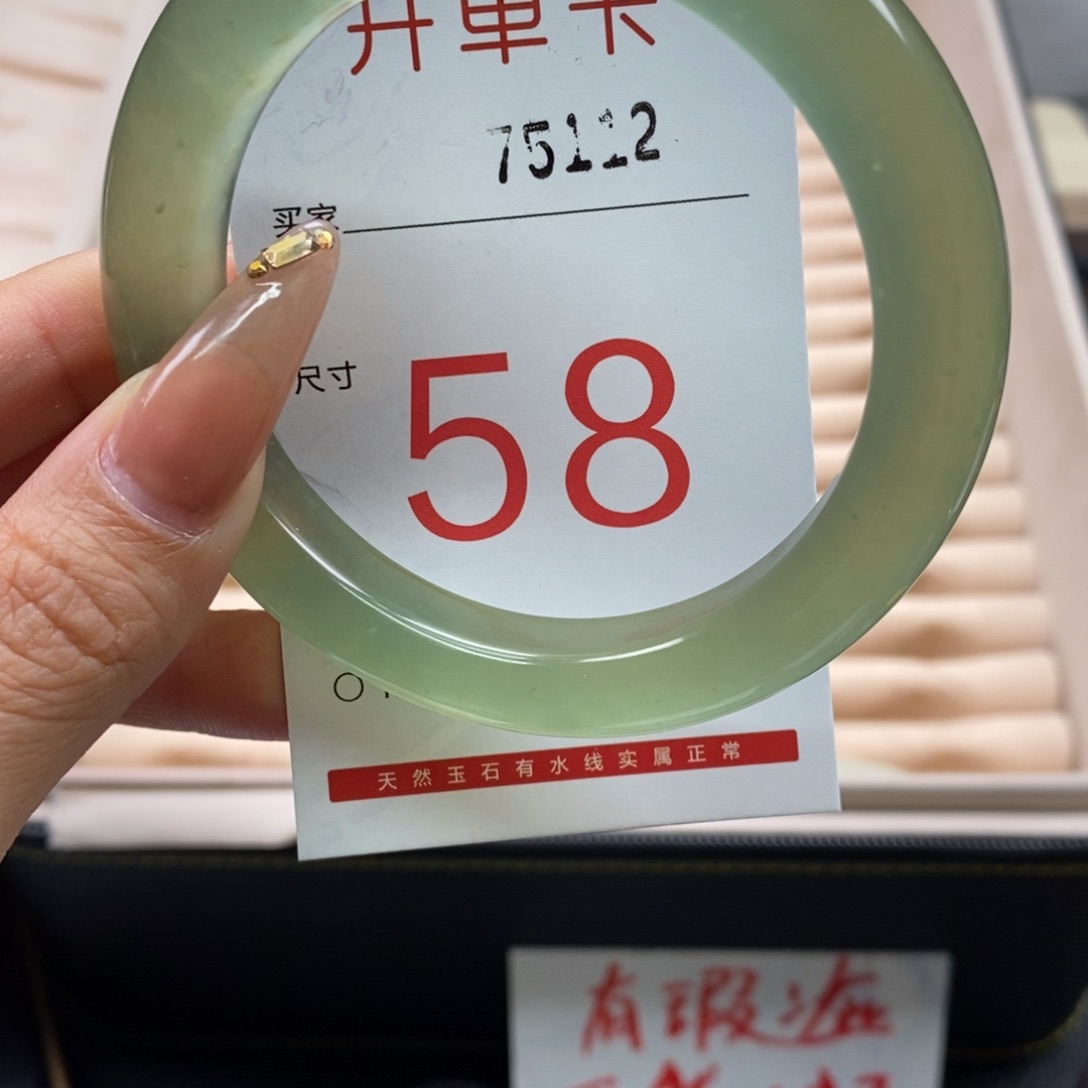 开单卡
75112
买家
尺寸 58
天然玉石有水线实属正常
有瑕疵